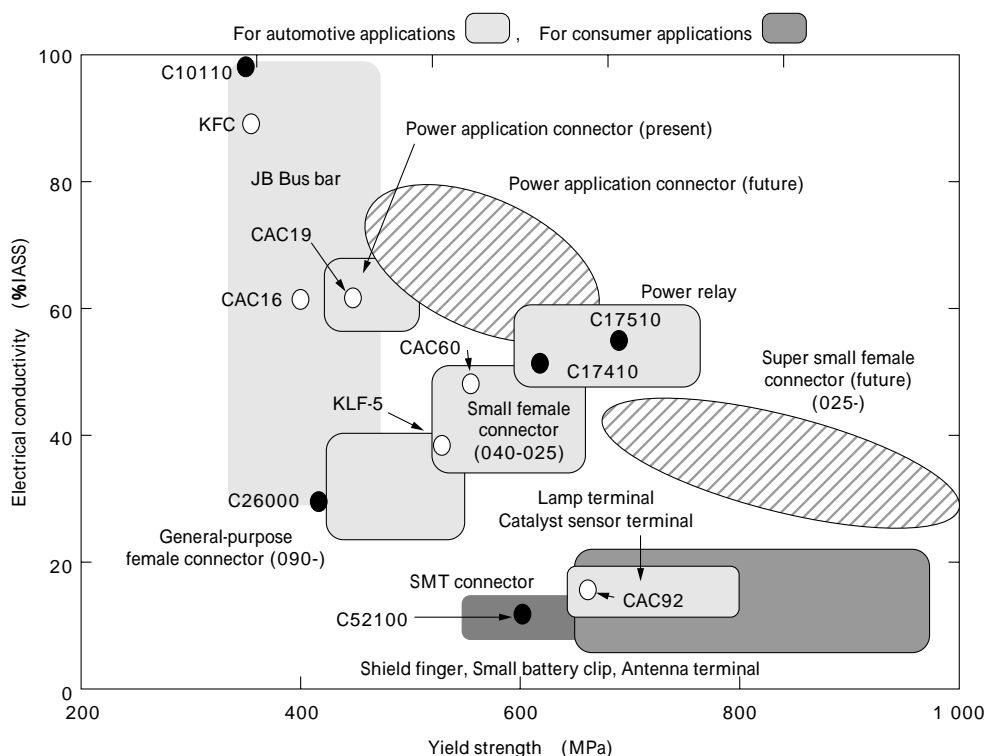 For automotive applications , For consumer applications
100
C10110
KFC
Power application connector (present)
JB Bus bar
Power application connector (future)
80
CAC19
CAC16
Power relay
60
C17510
CAC60
C17410
Super small female
connector (future)
(025-)
KLF-5
Small female
connector
(040-025)
40
C26000
Lamp terminal
Catalyst sensor terminal
General-purpose
female connector (090-)
20
SMT connector
CAC92
C52100
Shield finger, Small battery clip, Antenna terminal
0
200 400 600 800 1 000
Yield strength (MPa)
Electrical conductivity (%IASS)